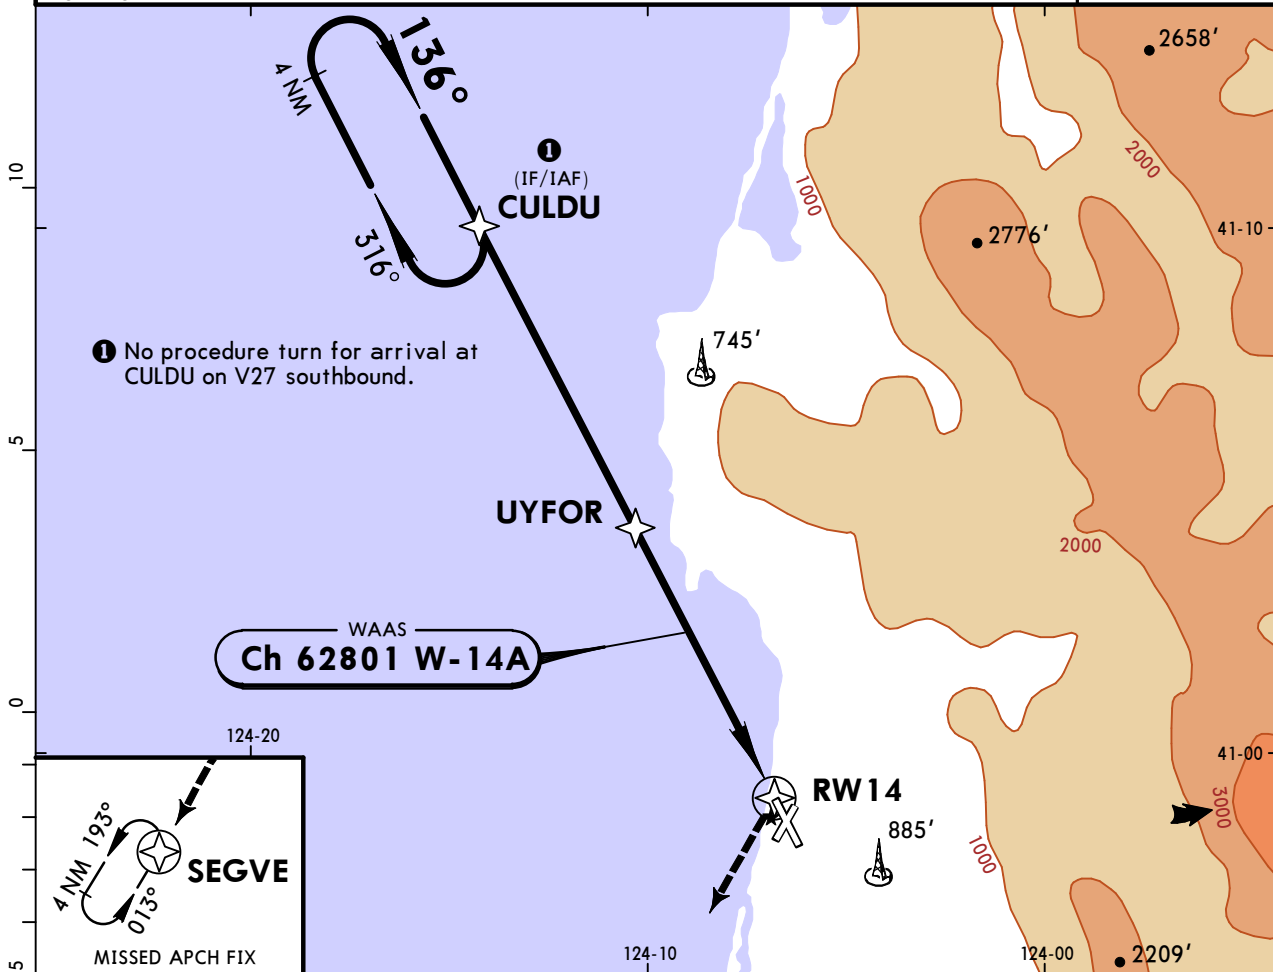 2658'
136°
4 NM
❶
(IF/IAF)
CULDU
1000
2000
10
2776'
41-10
316°
745'
❶ No procedure turn for arrival at
CULDU on V27 southbound.
5
UYFOR
2000
WAAS
Ch 62801 W-14A
0
124-20
41-00
RW14
3000
885'
1000
193°
4 NM
SEGVE
013°
MISSED APCH FIX
5
124-10
124-00
2209'